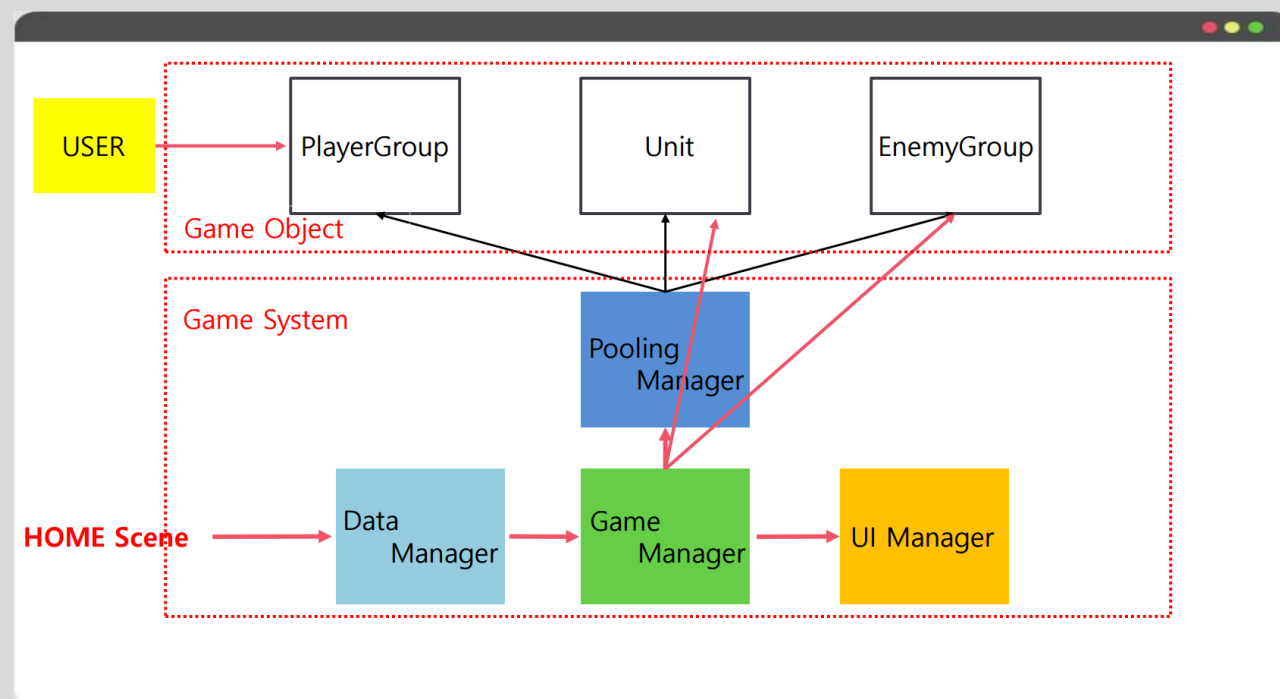 USER
PlayerGroup
Unit
EnemyGroup
Game Object
Game System
Pooling
Manager
HOME Scene
Data
Manager
Game
Manager
UI Manager